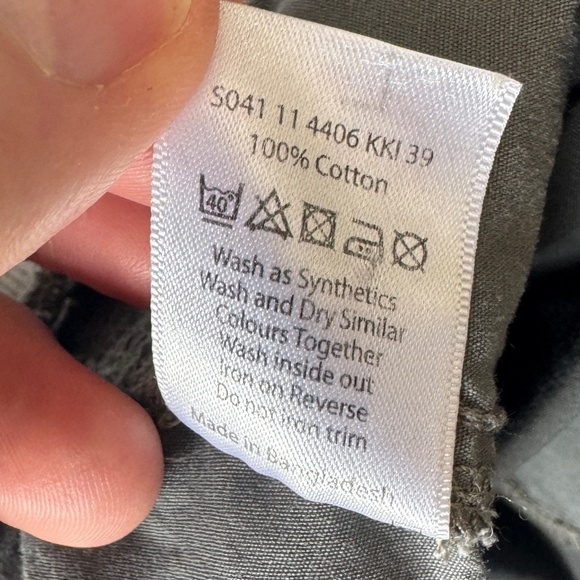 S041 11 4406 KKI 39
100% Cotton
40°
Wash as Synthetics
Wash and Dry Similar
Colours Together
Wash inside out
Iron on Reverse
Do not iron trim
Made in Bangladesh